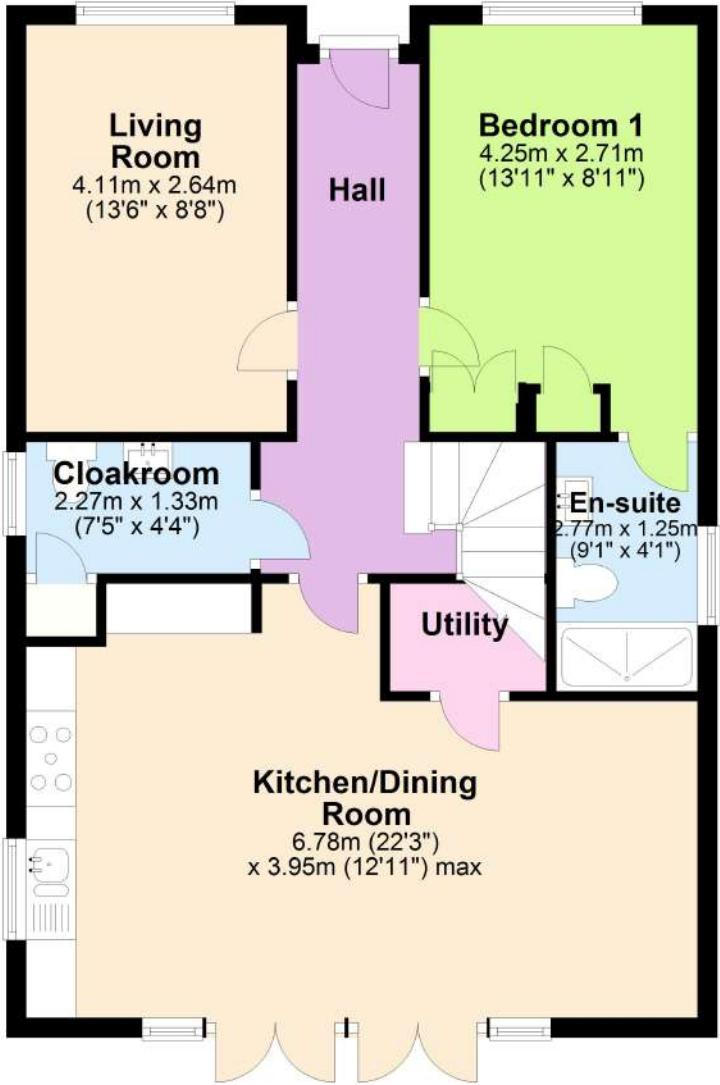 Living
Room
4.11m x 2.64m
(13'6" x 8'8")
Hall
Bedroom 1
4.25m x 2.71m
(13'11" x 8'11")
Cloakroom
2.27m x 1.33m
(7'5" x 4'4")
En-suite
2.77m x 1.25m
(9'1" x 4'1")
Utility
Kitchen/Dining
Room
6.78m (22'3")
x 3.95m (12'11") max